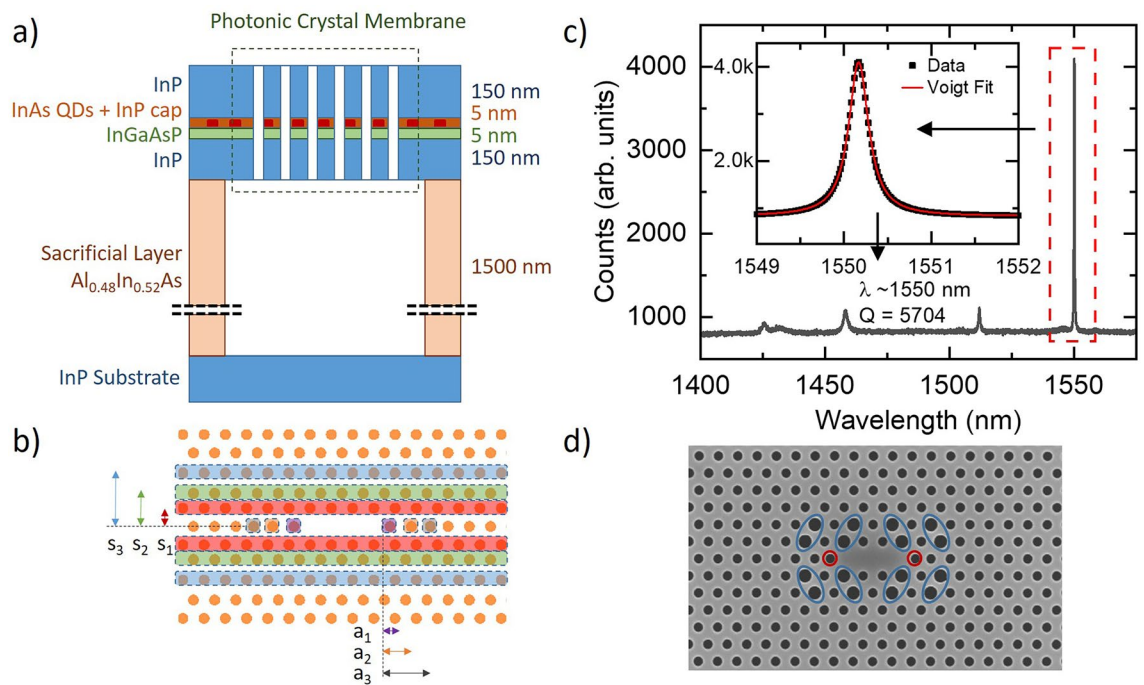 a)
Photonic Crystal Membrane
InP
InAs QDs + InP cap
InGaAsP
InP
150 nm
5 nm
5 nm
150 nm
Sacrificial Layer
Al0.48In0.52As
1500 nm
InP Substrate
b)
s3 s2 s1
a1
a2
a3
c)
Counts (arb. units)
4000
3000
2000
1000
1400 1450 1500 1550
Wavelength (nm)
4.0k
2.0k
Data
Voigt Fit
1549 1550 1551 1552
λ ~1550 nm
Q = 5704
d)